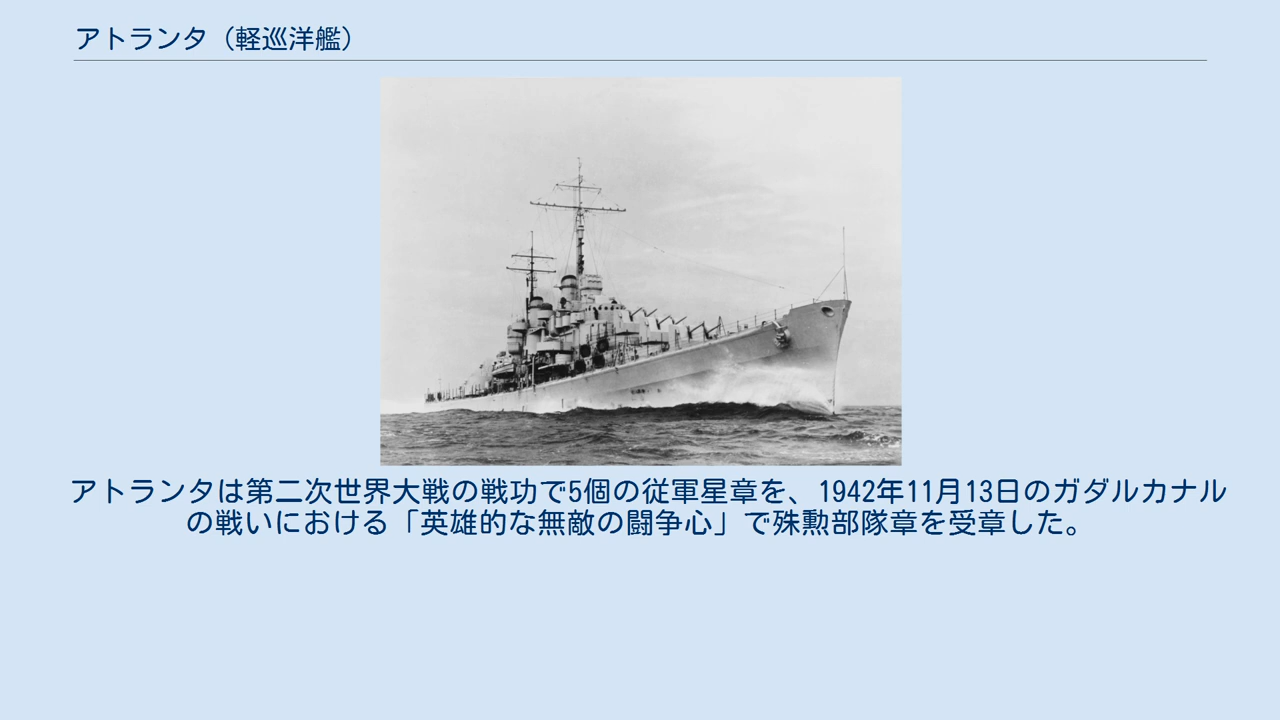 アトランタ（軽巡洋艦）
アトランタは第二次世界大戦の戦功で5個の従軍星章を、1942年11月13日のガダルカナル
の戦いにおける「英雄的な無敵の闘争心」で殊勲部隊章を受章した。